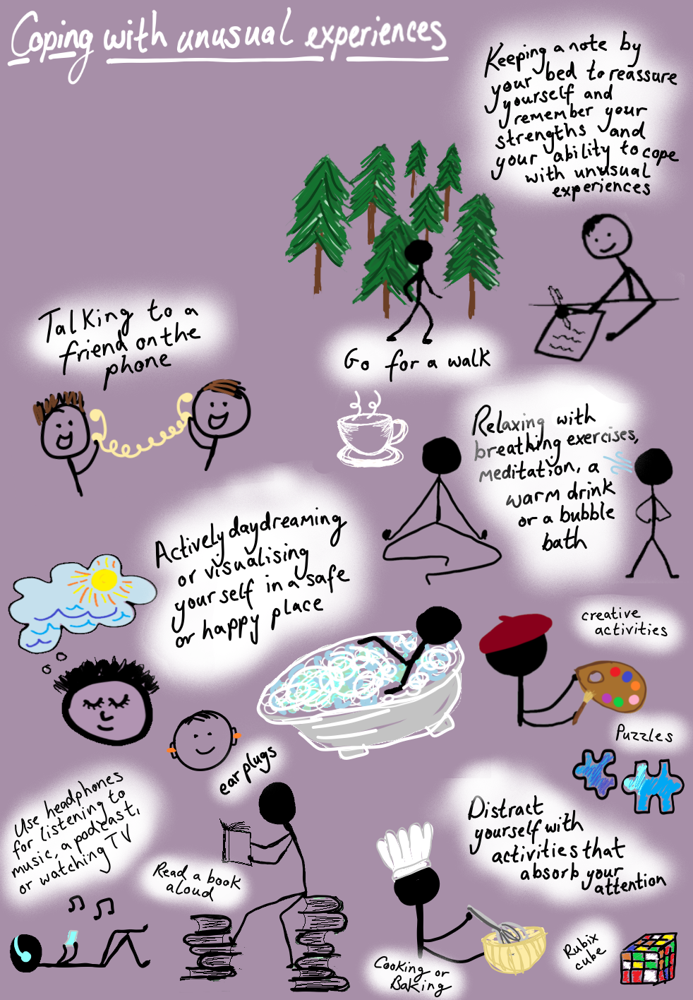 Coping with unusual experiences
Keeping a note by
your bed to reassure
yourself and
remember your
strengths and
your ability to cope
with unusual
experiences
Talking to a
friend on the
phone
Go for a walk
Relaxing with
breathing exercises,
meditation, a
warm drink
or a bubble
bath
Actively daydreaming
or visualising
yourself in a safe
or happy place
creative
activities
Puzzles
ear plugs
Use headphones
for listening to
music, a podcast,
or watching TV
Read a book
aloud
Distract
yourself with
activities that
absorb your
attention
Cooking or
Baking
Rubix
cube